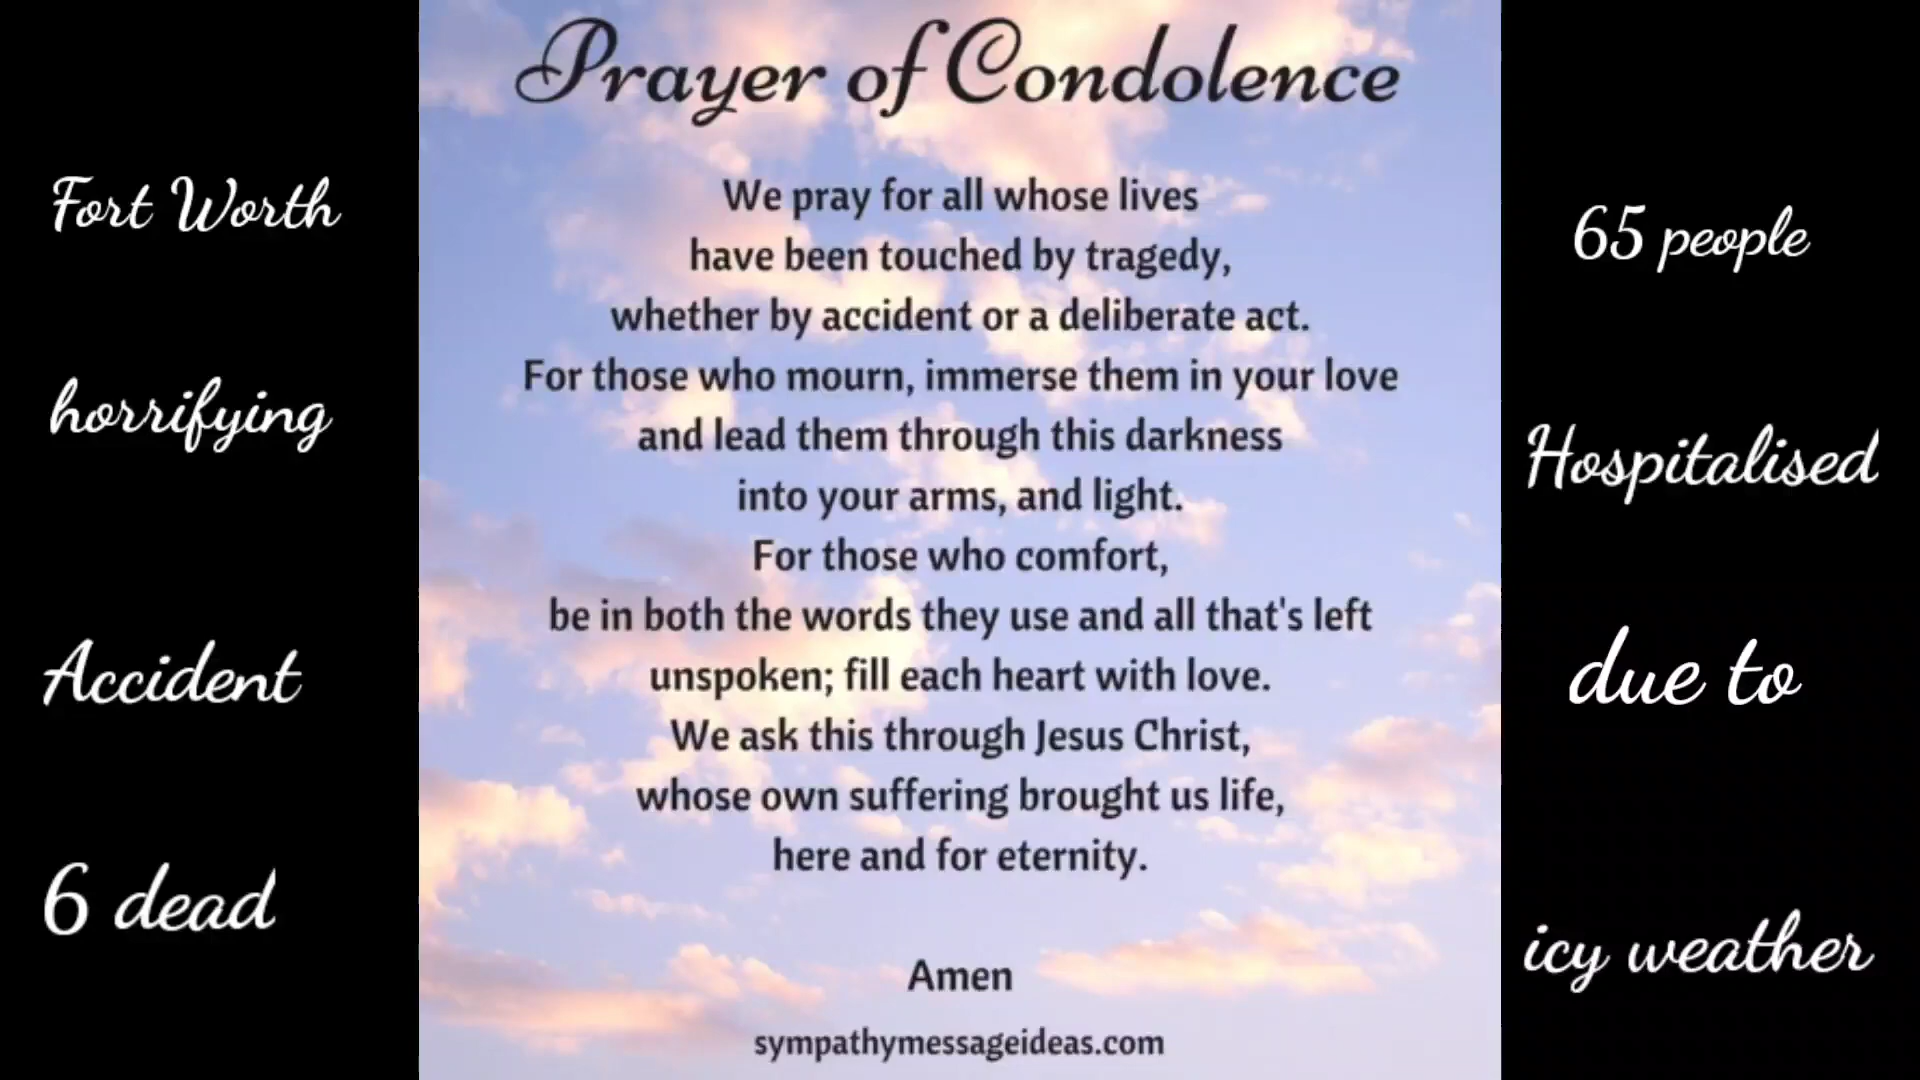 Prayer of Condolence
Fort Worth
horrifying
Accident
6 dead
We pray for all whose lives
have been touched by tragedy,
whether by accident or a deliberate act.
For those who mourn, immerse them in your love
and lead them through this darkness
into your arms, and light.
For those who comfort,
be in both the words they use and all that's left
unspoken; fill each heart with love.
We ask this through Jesus Christ,
whose own suffering brought us life,
here and for eternity.
Amen
sympathymessageideas.com
65 people
Hospitalised
due to
icy weather